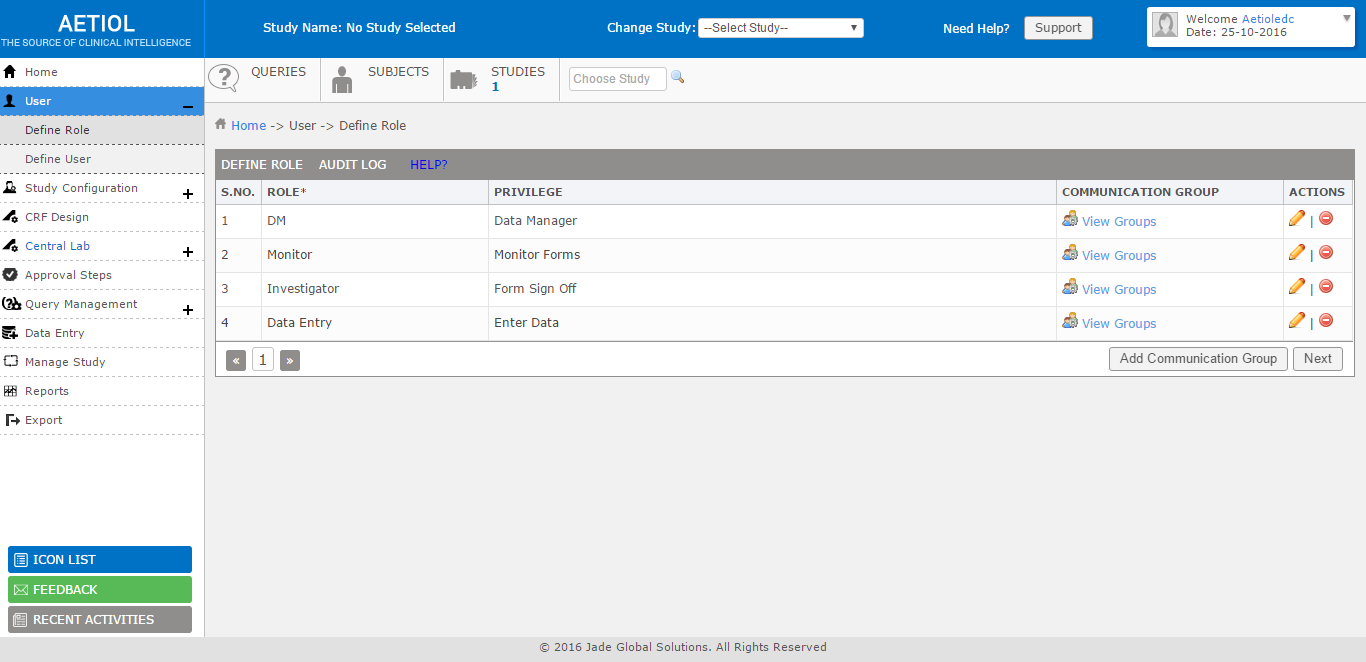 AETIOL
THE SOURCE OF CLINICAL INTELLIGENCE
Study Name: No Study Selected
Change Study: --Select Study--
Need Help? Support
Welcome Aetioledc
Date: 25-10-2016
Home
User
Define Role
Define User
Study Configuration
CRF Design
Central Lab
Approval Steps
Query Management
Data Entry
Manage Study
Reports
Export
ICON LIST
FEEDBACK
RECENT ACTIVITIES
QUERIES
SUBJECTS
STUDIES
1
Choose Study
Home -> User -> Define Role
DEFINE ROLE AUDIT LOG HELP?
S.NO. ROLE* PRIVILEGE COMMUNICATION GROUP ACTIONS
1 DM Data Manager View Groups |
2 Monitor Monitor Forms View Groups |
3 Investigator Form Sign Off View Groups |
4 Data Entry Enter Data View Groups |
« 1 » Add Communication Group Next
© 2016 Jade Global Solutions. All Rights Reserved